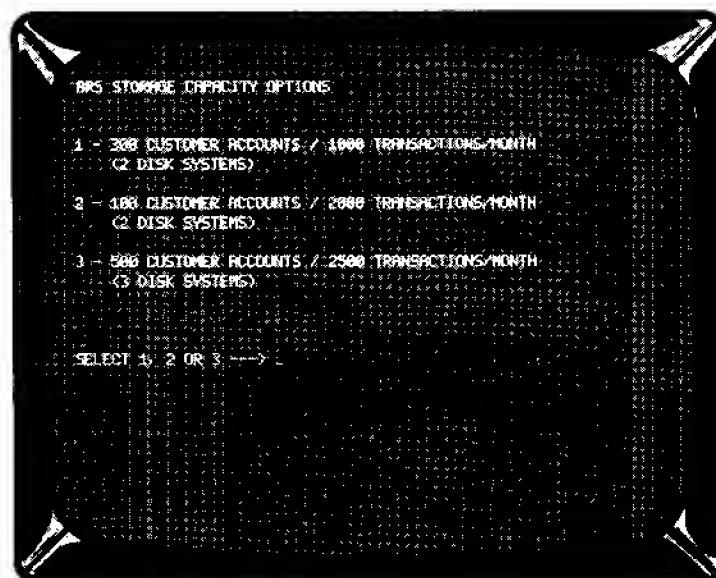 ARS STORAGE CAPACITY OPTIONS
1 - 300 CUSTOMER ACCOUNTS / 1000 TRANSACTIONS/MONTH
(2 DISK SYSTEMS)
2 - 100 CUSTOMER ACCOUNTS / 2000 TRANSACTIONS/MONTH
(2 DISK SYSTEMS)
3 - 500 CUSTOMER ACCOUNTS / 2500 TRANSACTIONS/MONTH
(3 DISK SYSTEMS)
SELECT 1, 2 OR 3 ---> _